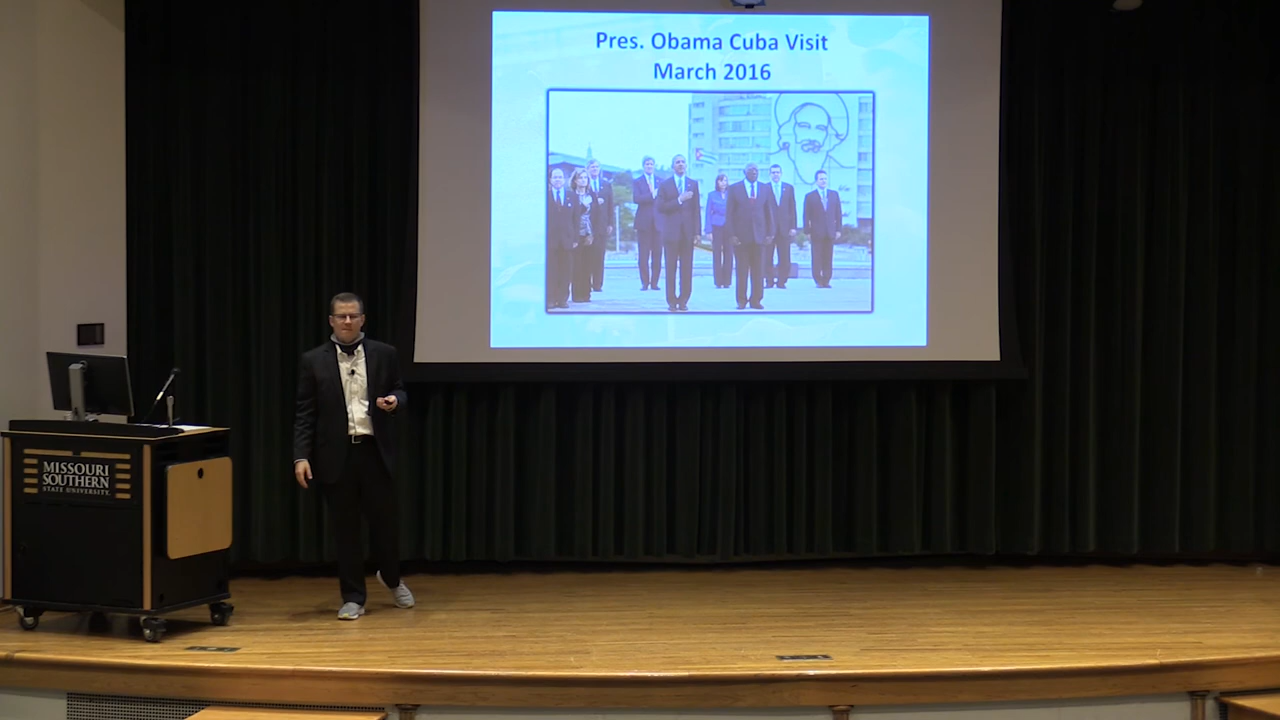 Pres. Obama Cuba Visit
March 2016
MISSOURI
SOUTHERN
STATE UNIVERSITY.